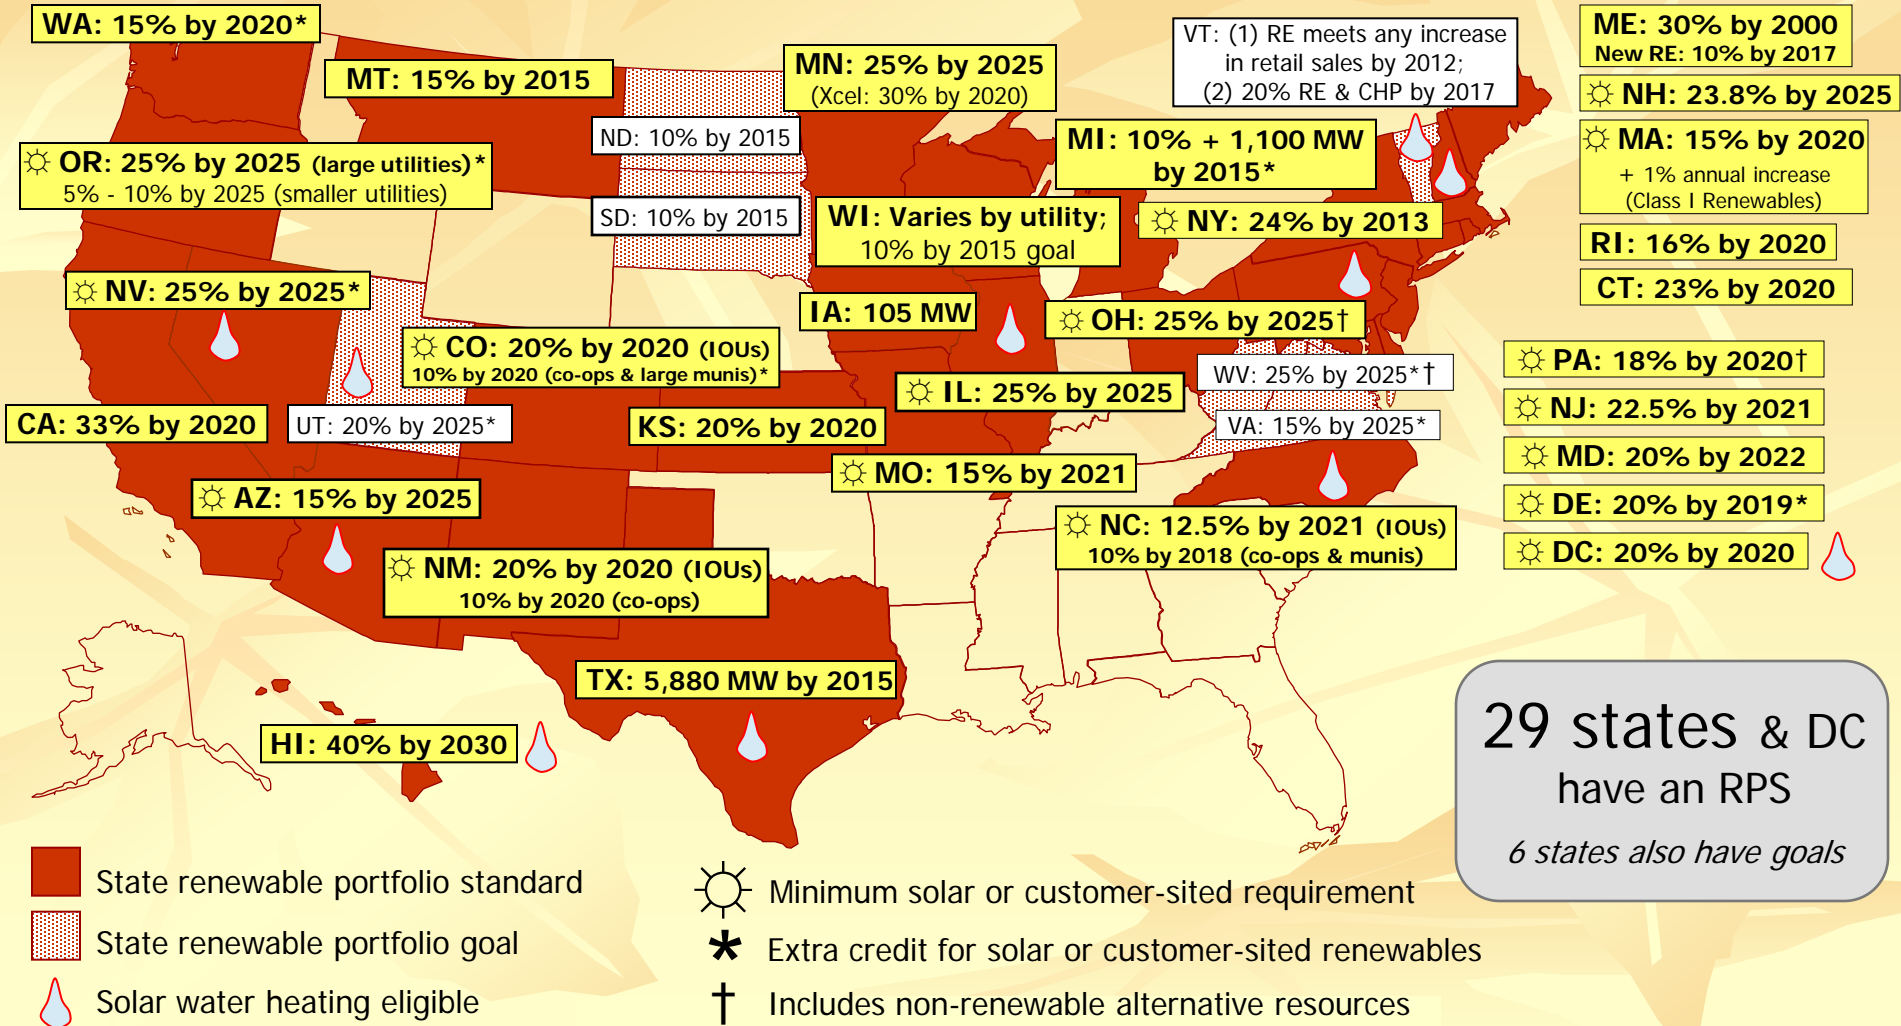 WA: 15% by 2020*
MT: 15% by 2015
ND: 10% by 2015
MN: 25% by 2025
(Xcel: 30% by 2020)
VT: (1) RE meets any increase
in retail sales by 2012;
(2) 20% RE & CHP by 2017
ME: 30% by 2000
New RE: 10% by 2017
☼ NH: 23.8% by 2025
☼ MA: 15% by 2020
+ 1% annual increase
(Class I Renewables)
RI: 16% by 2020
CT: 23% by 2020
☼ OR: 25% by 2025 (large utilities)*
5% - 10% by 2025 (smaller utilities)
SD: 10% by 2015
WI: Varies by utility;
10% by 2015 goal
MI: 10% + 1,100 MW
by 2015*
☼ NY: 24% by 2013
☼ NV: 25% by 2025*
☼ CO: 20% by 2020 (IOUs)
10% by 2020 (co-ops & large munis)*
IA: 105 MW
☼ OH: 25% by 2025†
☼ IL: 25% by 2025
WV: 25% by 2025*†
VA: 15% by 2025*
☼ PA: 18% by 2020†
☼ NJ: 22.5% by 2021
☼ MD: 20% by 2022
☼ DE: 20% by 2019*
☼ DC: 20% by 2020
CA: 33% by 2020
UT: 20% by 2025*
KS: 20% by 2020
☼ MO: 15% by 2021
☼ AZ: 15% by 2025
☼ NM: 20% by 2020 (IOUs)
10% by 2020 (co-ops)
☼ NC: 12.5% by 2021 (IOUs)
10% by 2018 (co-ops & munis)
TX: 5,880 MW by 2015
HI: 40% by 2030
29 states & DC
have an RPS
6 states also have goals
State renewable portfolio standard
State renewable portfolio goal
Solar water heating eligible
☼ Minimum solar or customer-sited requirement
* Extra credit for solar or customer-sited renewables
† Includes non-renewable alternative resources